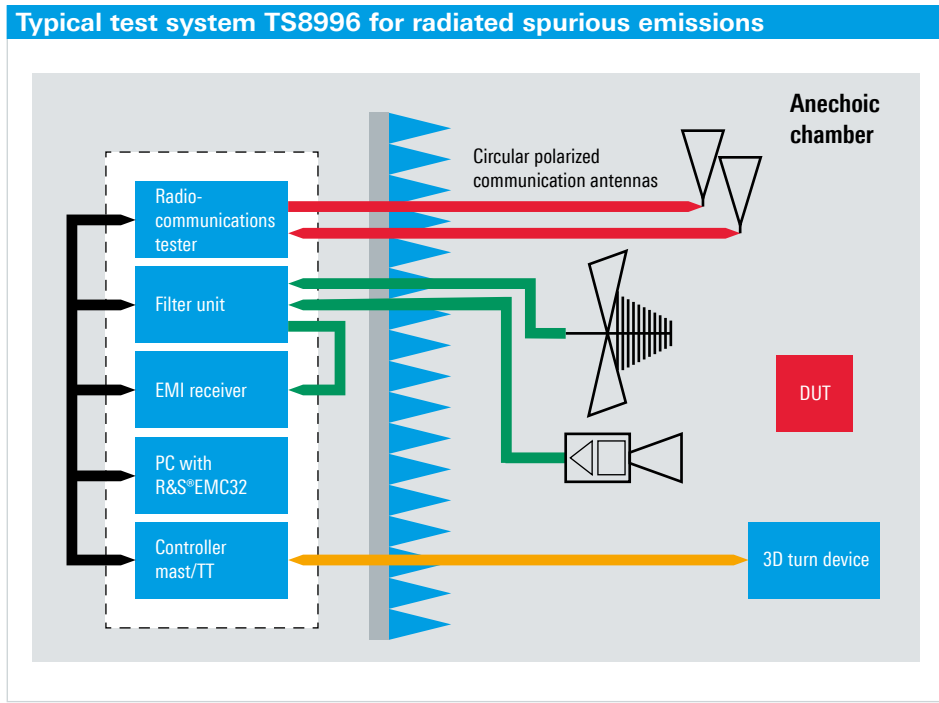 Typical test system TS8996 for radiated spurious emissions
Anechoic
chamber
Circular polarized
communication antennas
Radio-
communications
tester
Filter unit
EMI receiver
PC with
R&S®EMC32
Controller
mast/TT
DUT
3D turn device